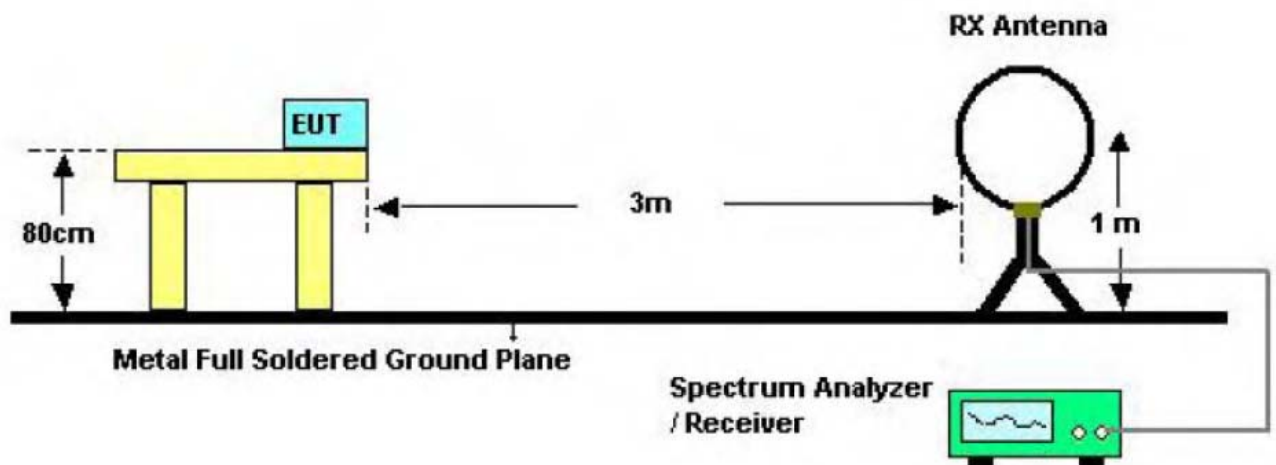 RX Antenna
EUT
80cm
3m
1 m
Metal Full Soldered Ground Plane
Spectrum Analyzer
/ Receiver